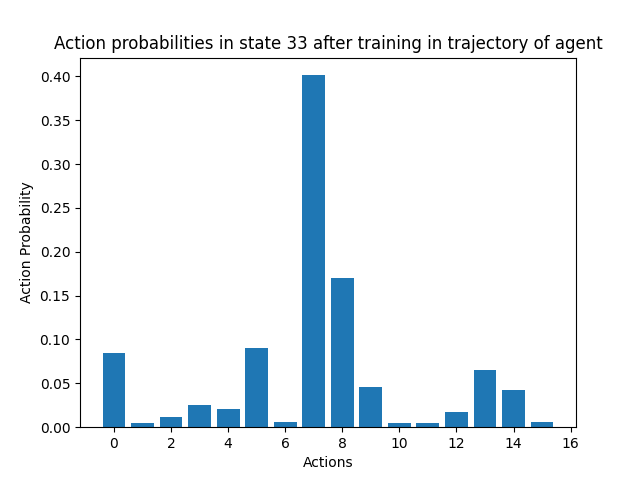 Action probabilities in state 33 after training in trajectory of agent
0.40
0.35
0.30
0.25
0.20
0.15
0.10
0.05
0.00
Action Probability
0 2 4 6 8 10 12 14 16
Actions